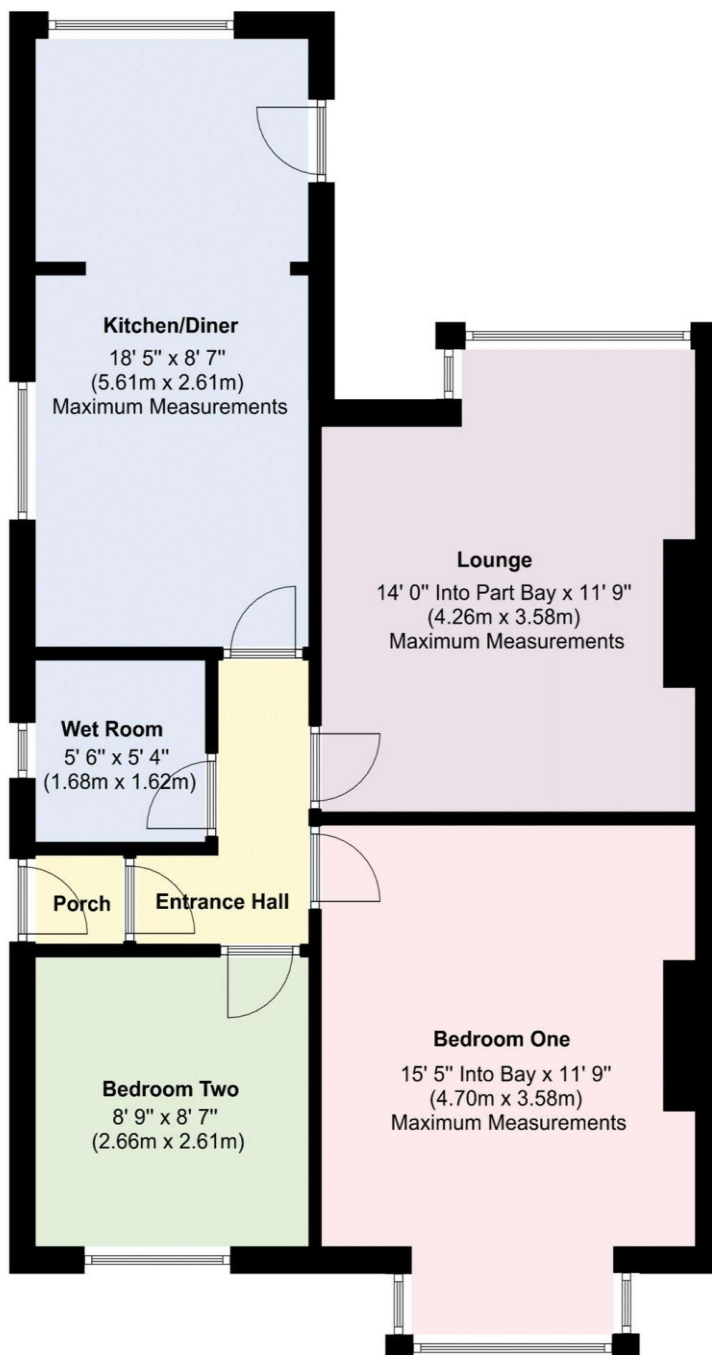 Kitchen/Diner
18' 5" x 8' 7"
(5.61m x 2.61m)
Maximum Measurements
Lounge
14' 0" Into Part Bay x 11' 9"
(4.26m x 3.58m)
Maximum Measurements
Wet Room
5' 6" x 5' 4"
(1.68m x 1.62m)
Porch
Entrance Hall
Bedroom One
15' 5" Into Bay x 11' 9"
(4.70m x 3.58m)
Maximum Measurements
Bedroom Two
8' 9" x 8' 7"
(2.66m x 2.61m)